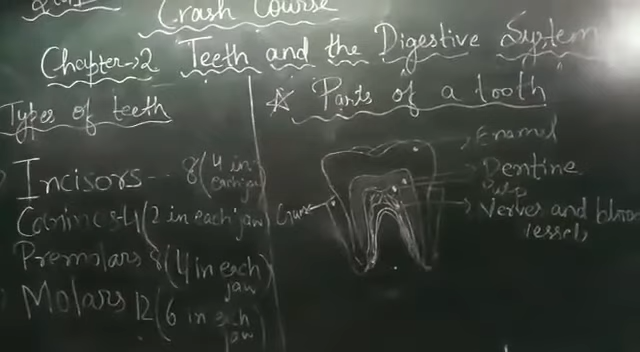 Crash Course
Chapter→2 Teeth and the Digestive System
Types of teeth
☆ Parts of a tooth
Incisors - 8 (4 in each jaw)
Canines - 4 (2 in each jaw)
Premolars 8 (4 in each jaw)
Molars 12 (6 in each jaw)
Enamel
Dentine
Pulp
Nerves and blood vessels